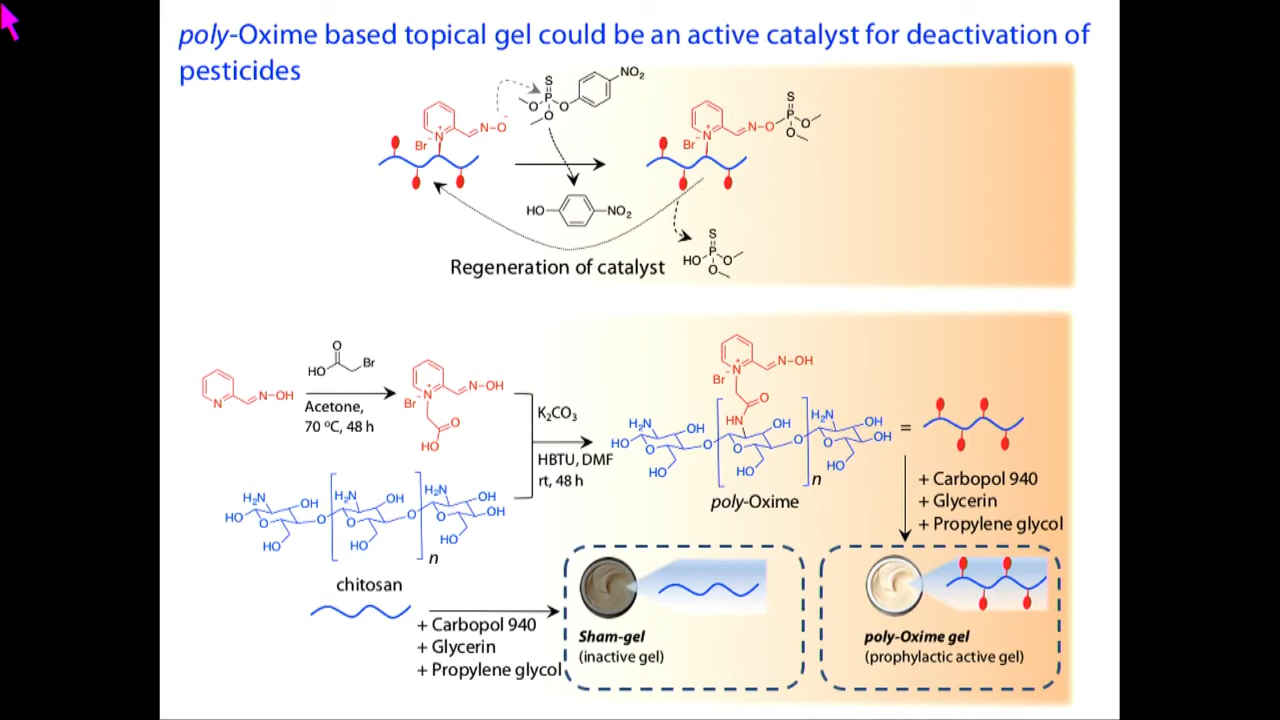 poly-Oxime based topical gel could be an active catalyst for deactivation of
pesticides
S
NO₂
N-O⁻
P
O
O
O
N⁺
Br⁻
HO
NO₂
S
N-O
P
O
O
N⁺
Br⁻
S
HO
P
O
O
Regeneration of catalyst
O
HO
Br
N
N-OH
Acetone,
70 ºC, 48 h
N-OH
N⁺
Br⁻
O
HO
K₂CO₃
HBTU, DMF
rt, 48 h
H₂N
OH
H₂N
OH
H₂N
OH
HO
O
O
O
O
O
OH
HO
HO
HO
n
chitosan
N-OH
N⁺
Br⁻
O
HN
H₂N
OH
OH
H₂N
OH
HO
O
O
O
O
O
OH
HO
HO
HO
n
poly-Oxime
=
+ Carbopol 940
+ Glycerin
+ Propylene glycol
+ Carbopol 940
+ Glycerin
+ Propylene glycol
Sham-gel
(inactive gel)
poly-Oxime gel
(prophylactic active gel)